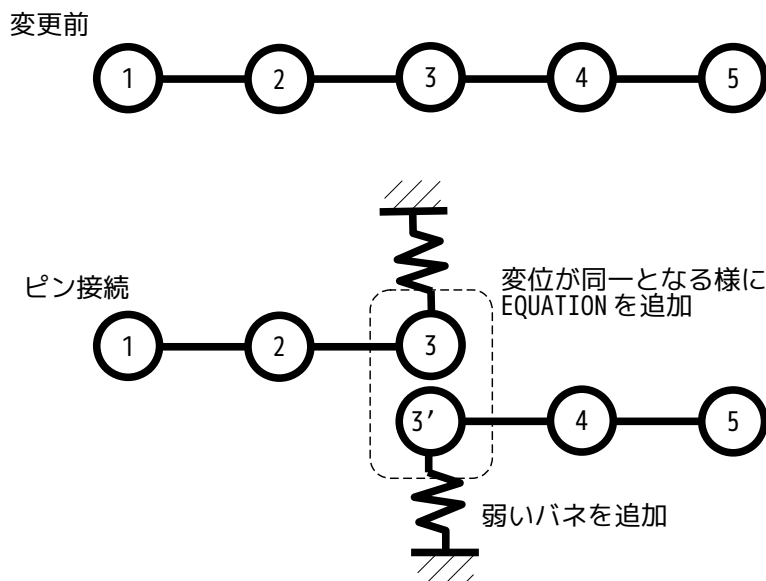 変更前
1 2 3 4 5
ピン接続
変位が同一となる様に
EQUATIONを追加
1 2 3
3′ 4 5
弱いバネを追加